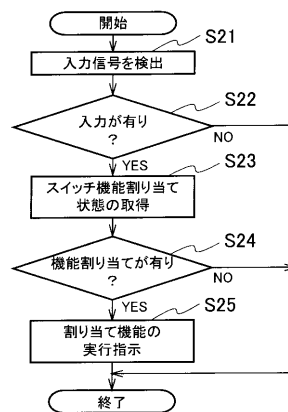 開始
S21
入力信号を検出
S22
入力が有り
?
NO
YES
S23
スイッチ機能割り当て
状態の取得
S24
機能割り当てが有り
?
NO
YES
S25
割り当て機能の
実行指示
終了